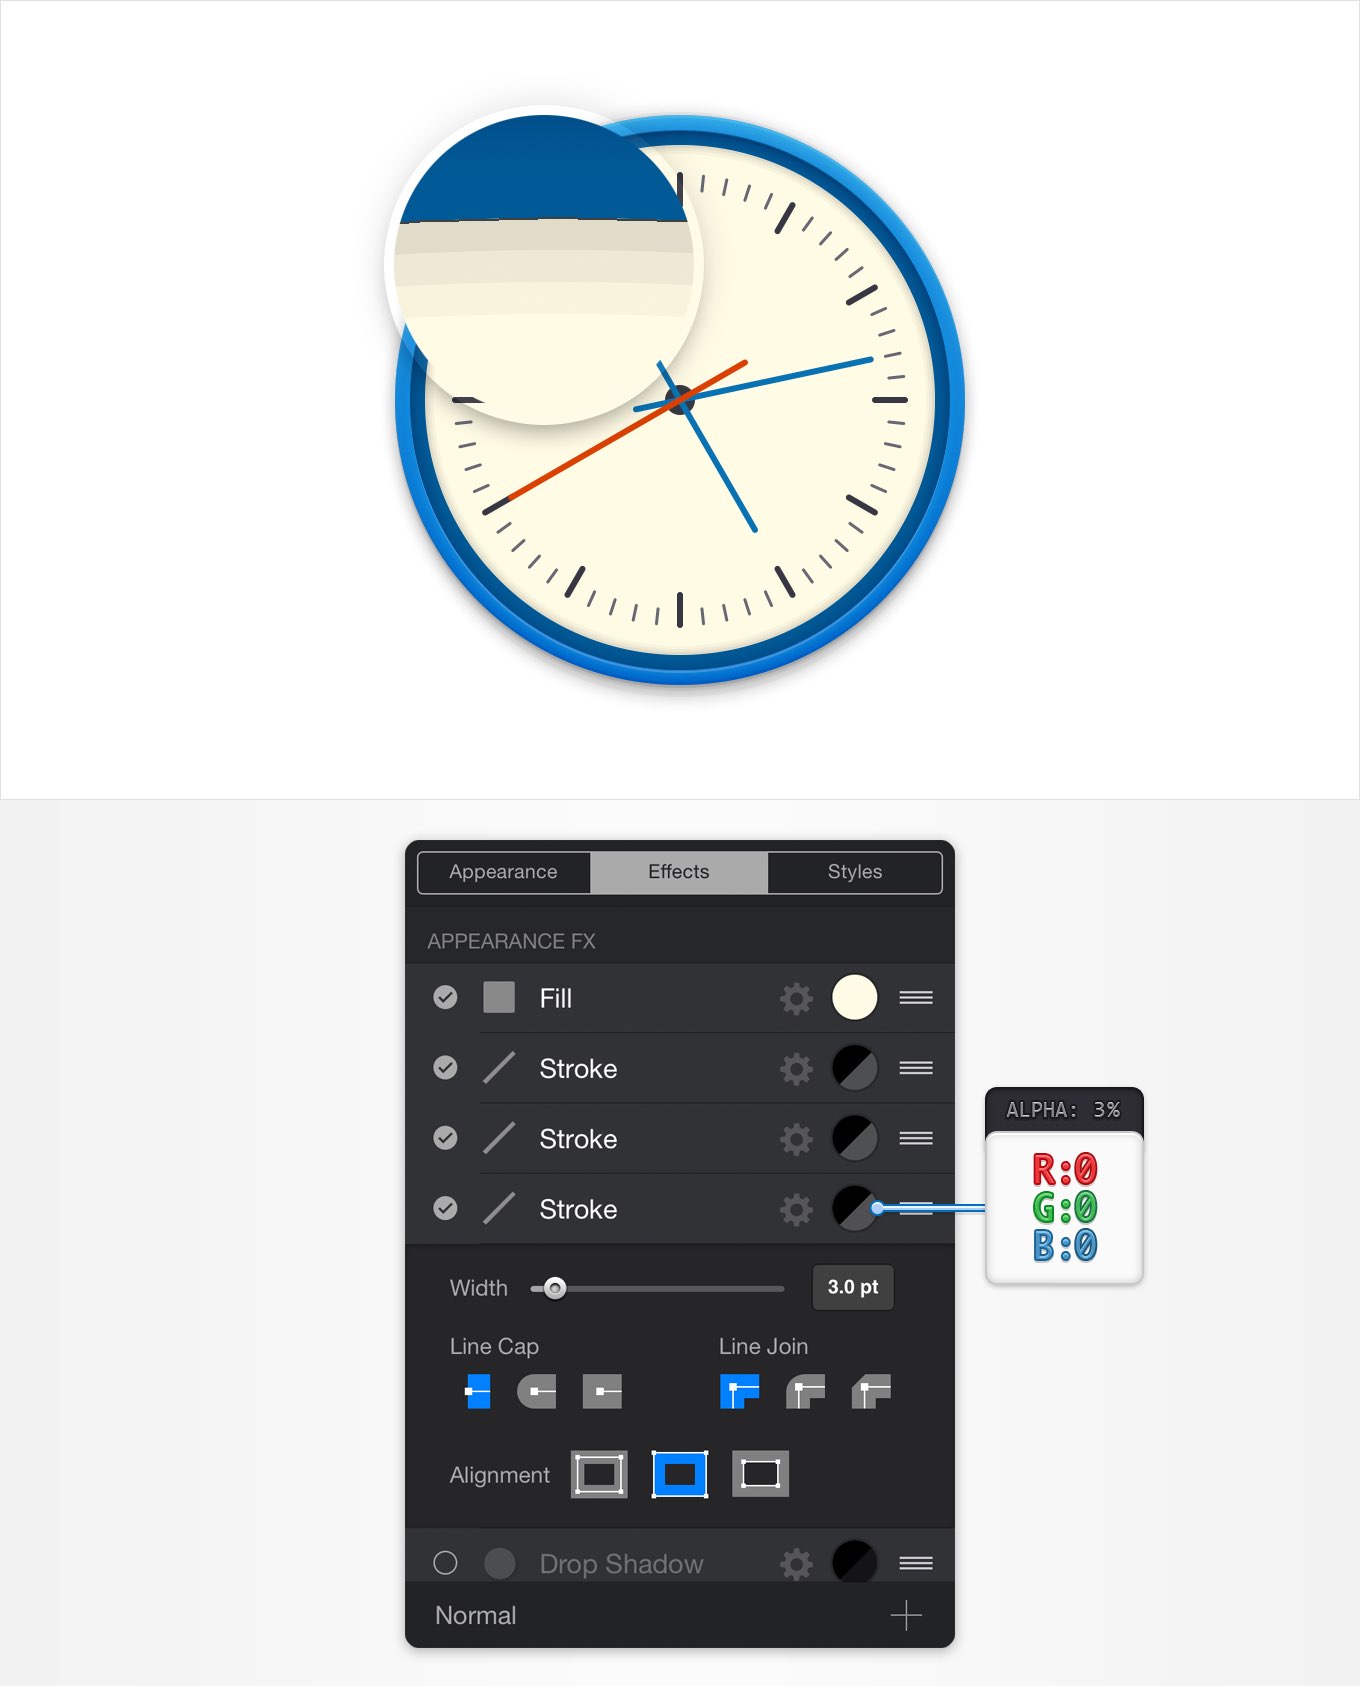 Appearance Effects Styles
APPEARANCE FX
Fill
Stroke
Stroke
Stroke
ALPHA: 3%
R:0
G:0
B:0
Width 3.0 pt
Line Cap Line Join
Alignment
Drop Shadow
Normal